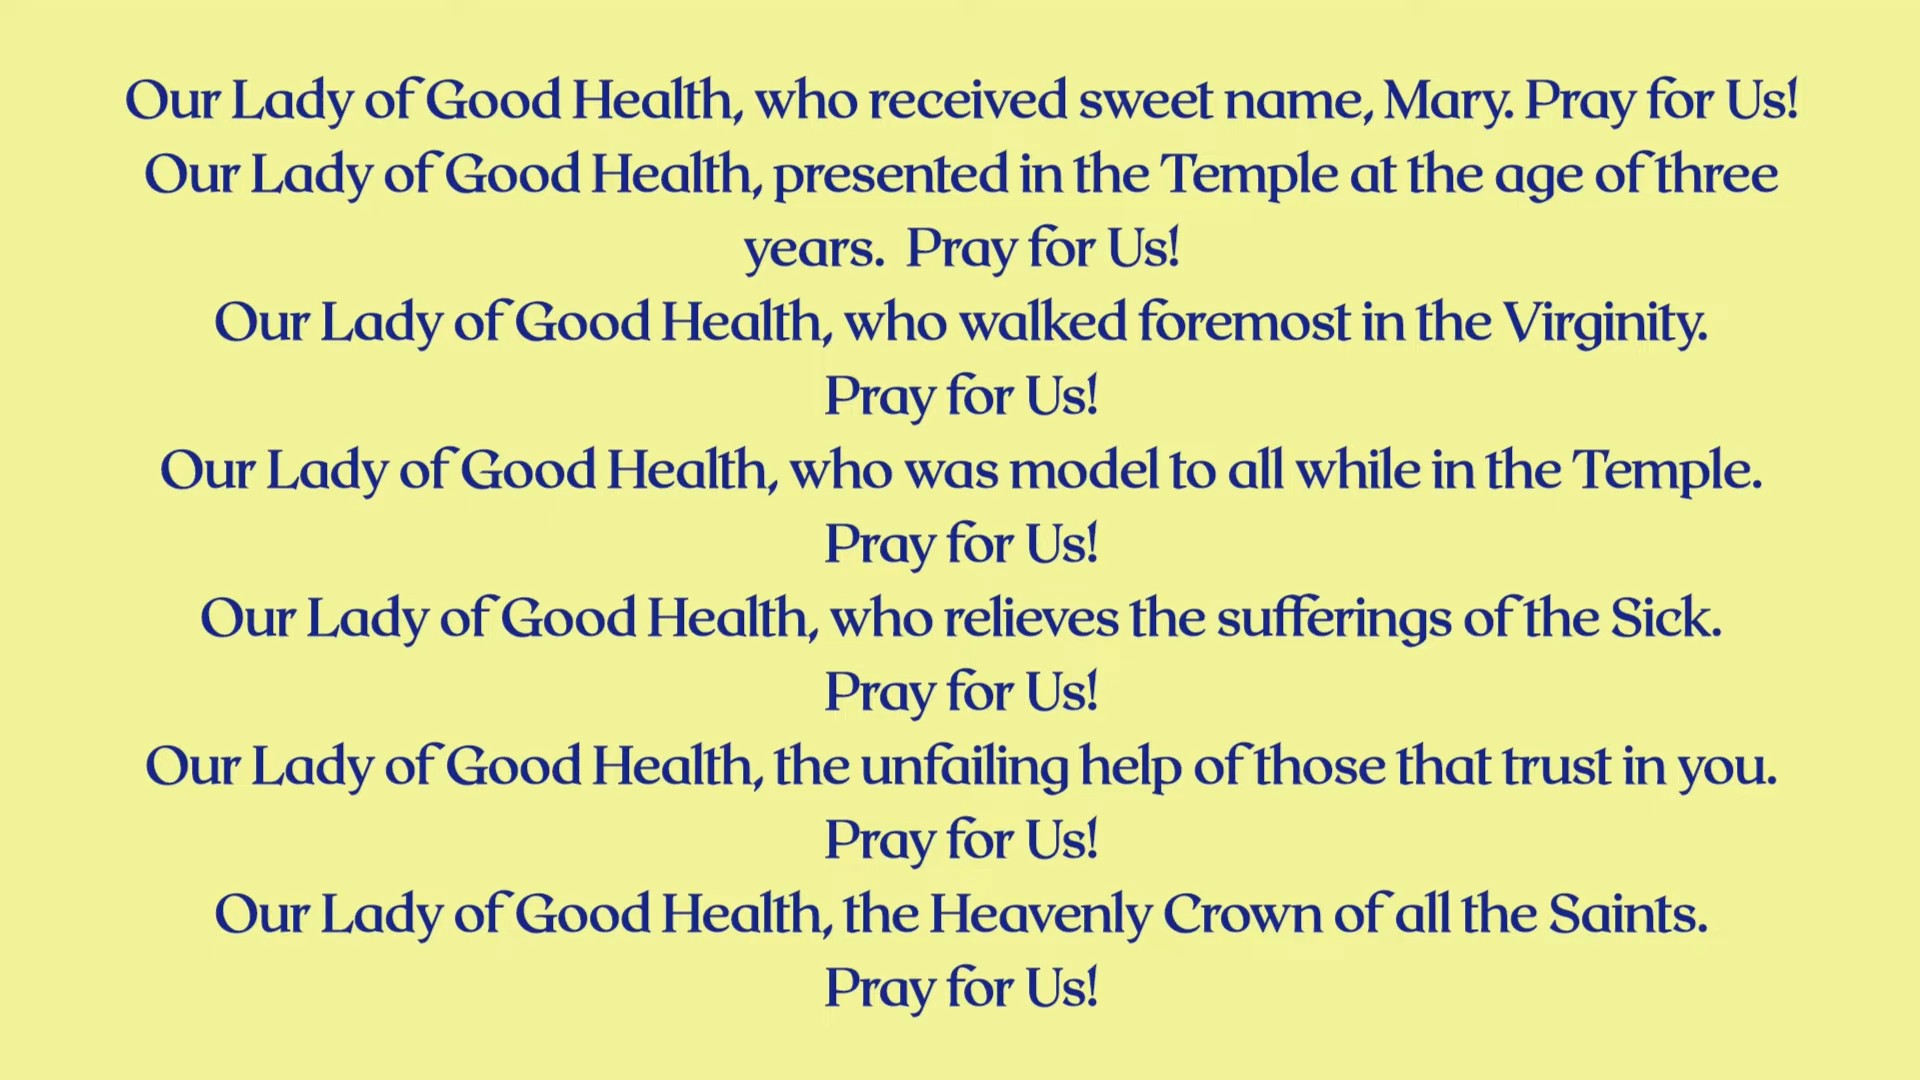 Our Lady of Good Health, who received sweet name, Mary. Pray for Us!
Our Lady of Good Health, presented in the Temple at the age of three
years.  Pray for Us!
Our Lady of Good Health, who walked foremost in the Virginity.
Pray for Us!
Our Lady of Good Health, who was model to all while in the Temple.
Pray for Us!
Our Lady of Good Health, who relieves the sufferings of the Sick.
Pray for Us!
Our Lady of Good Health, the unfailing help of those that trust in you.
Pray for Us!
Our Lady of Good Health, the Heavenly Crown of all the Saints.
Pray for Us!